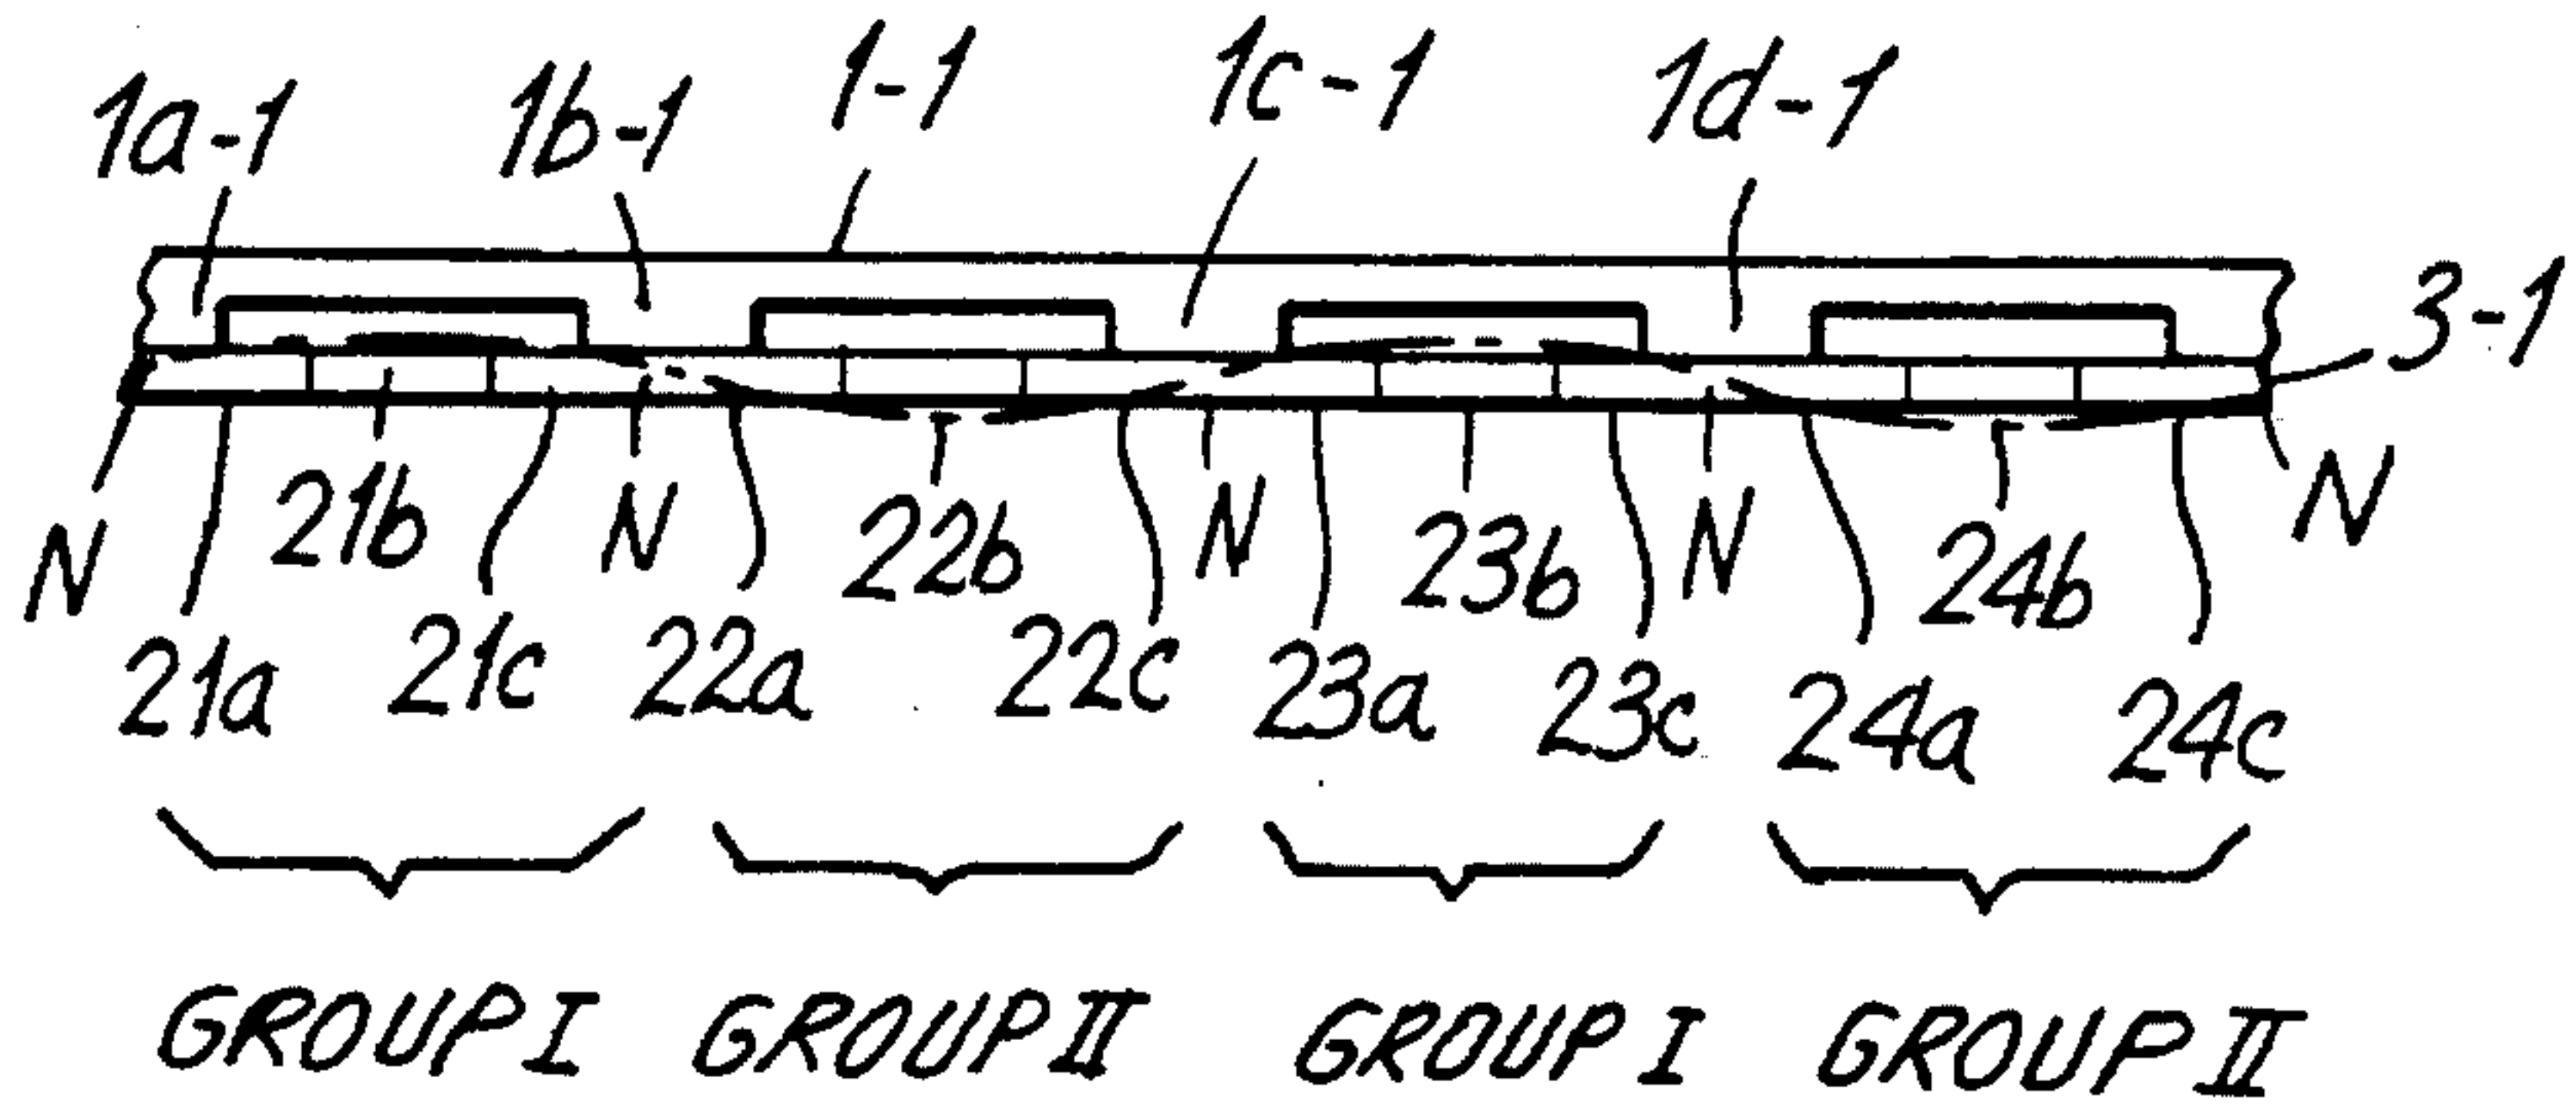 1a-1 1b-1 1-1 1c-1 1d-1
3-1
N 21b N 22b N 23b N 24b N
21a 21c 22a 22c 23a 23c 24a 24c
GROUP I GROUP II GROUP I GROUP II